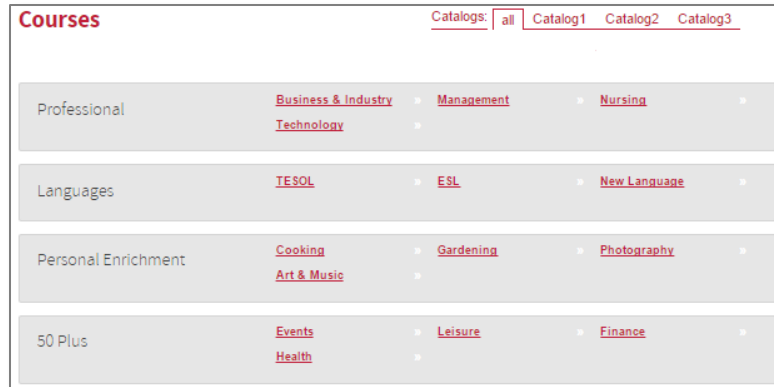 Courses
Catalogs: all Catalog1 Catalog2 Catalog3
Professional
Business & Industry » Management » Nursing »
Technology »
Languages
TESOL » ESL » New Language »
Personal Enrichment
Cooking » Gardening » Photography »
Art & Music »
50 Plus
Events » Leisure » Finance »
Health »